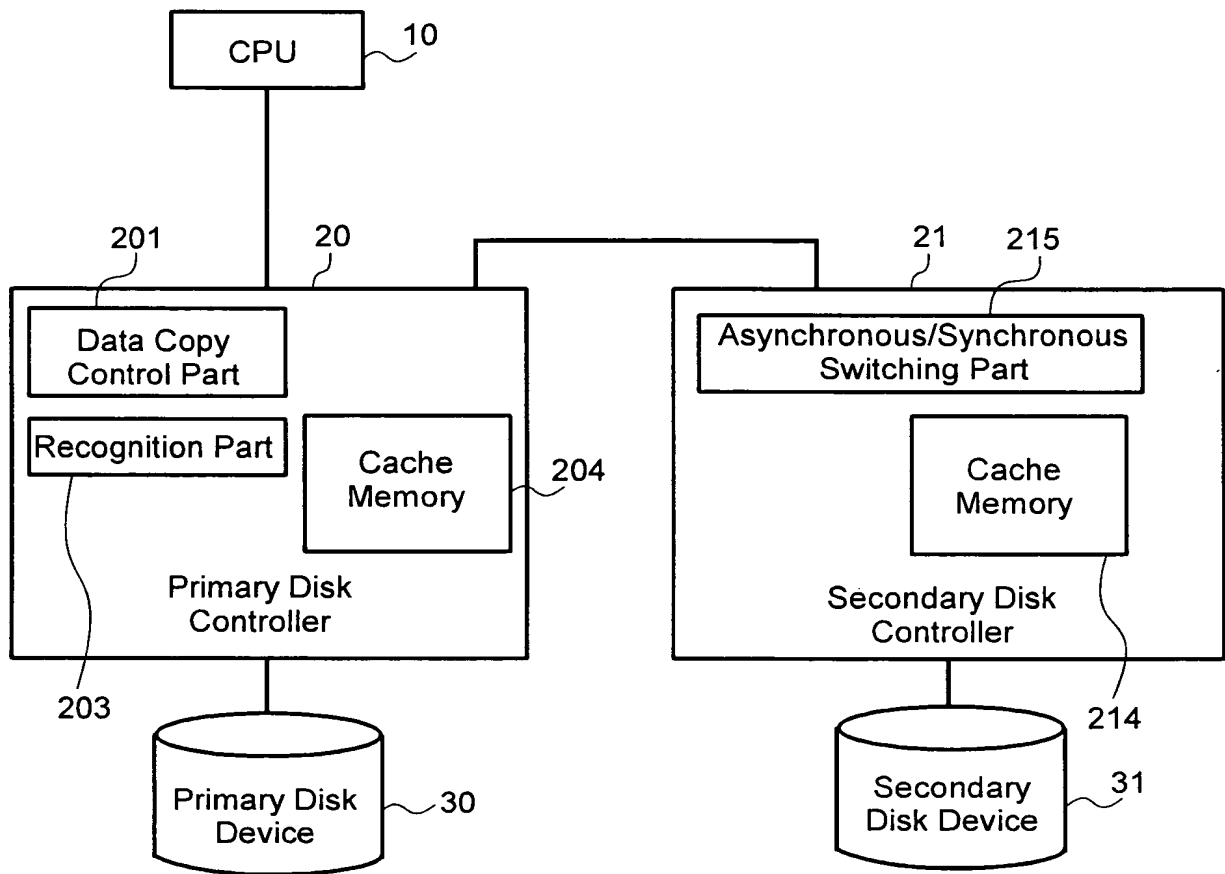 CPU
10
201
20
21
215
Data Copy
Control Part
Asynchronous/Synchronous
Switching Part
Recognition Part
Cache
Memory
204
Cache
Memory
Primary Disk
Controller
Secondary Disk
Controller
203
214
Primary Disk
Device
30
Secondary
Disk Device
31